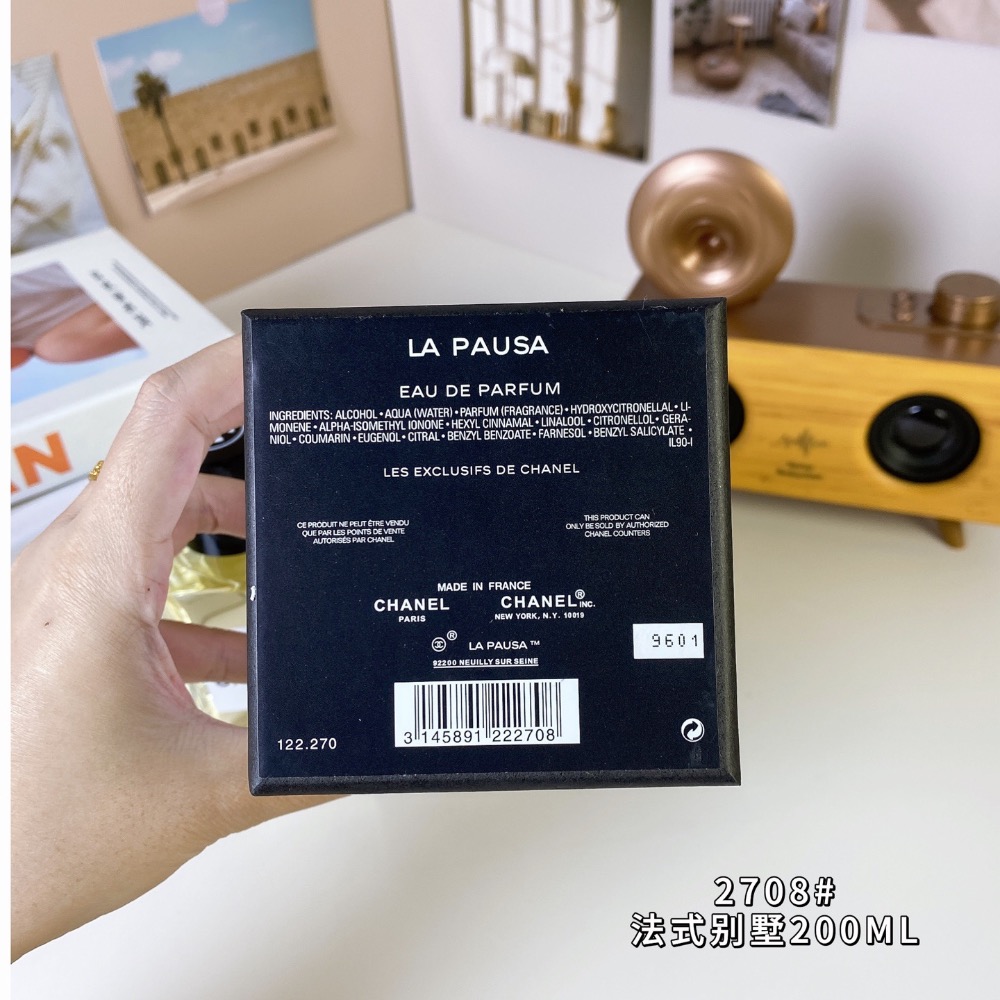 LA PAUSA
EAU DE PARFUM
INGREDIENTS: ALCOHOL • AQUA (WATER) • PARFUM (FRAGRANCE) • HYDROXYCITRONELLAL • LI-
MONENE • ALPHA-ISOMETHYL IONONE • HEXYL CINNAMAL • LINALOOL • CITRONELLOL • GERA-
NIOL • COUMARIN • EUGENOL • CITRAL • BENZYL BENZOATE • FARNESOL • BENZYL SALICYLATE •
IL90-I
LES EXCLUSIFS DE CHANEL
CE PRODUIT NE PEUT ÊTRE VENDU
QUE PAR LES POINTS DE VENTE
AUTORISÉS PAR CHANEL
THIS PRODUCT CAN
ONLY BE SOLD BY AUTHORIZED
CHANEL COUNTERS
MADE IN FRANCE
CHANEL CHANEL® INC.
PARIS NEW YORK, N.Y. 10019
® LA PAUSA ™
92200 NEUILLY SUR SEINE
9601
3 145891 222708
122.270
2708#
法式别墅200ML